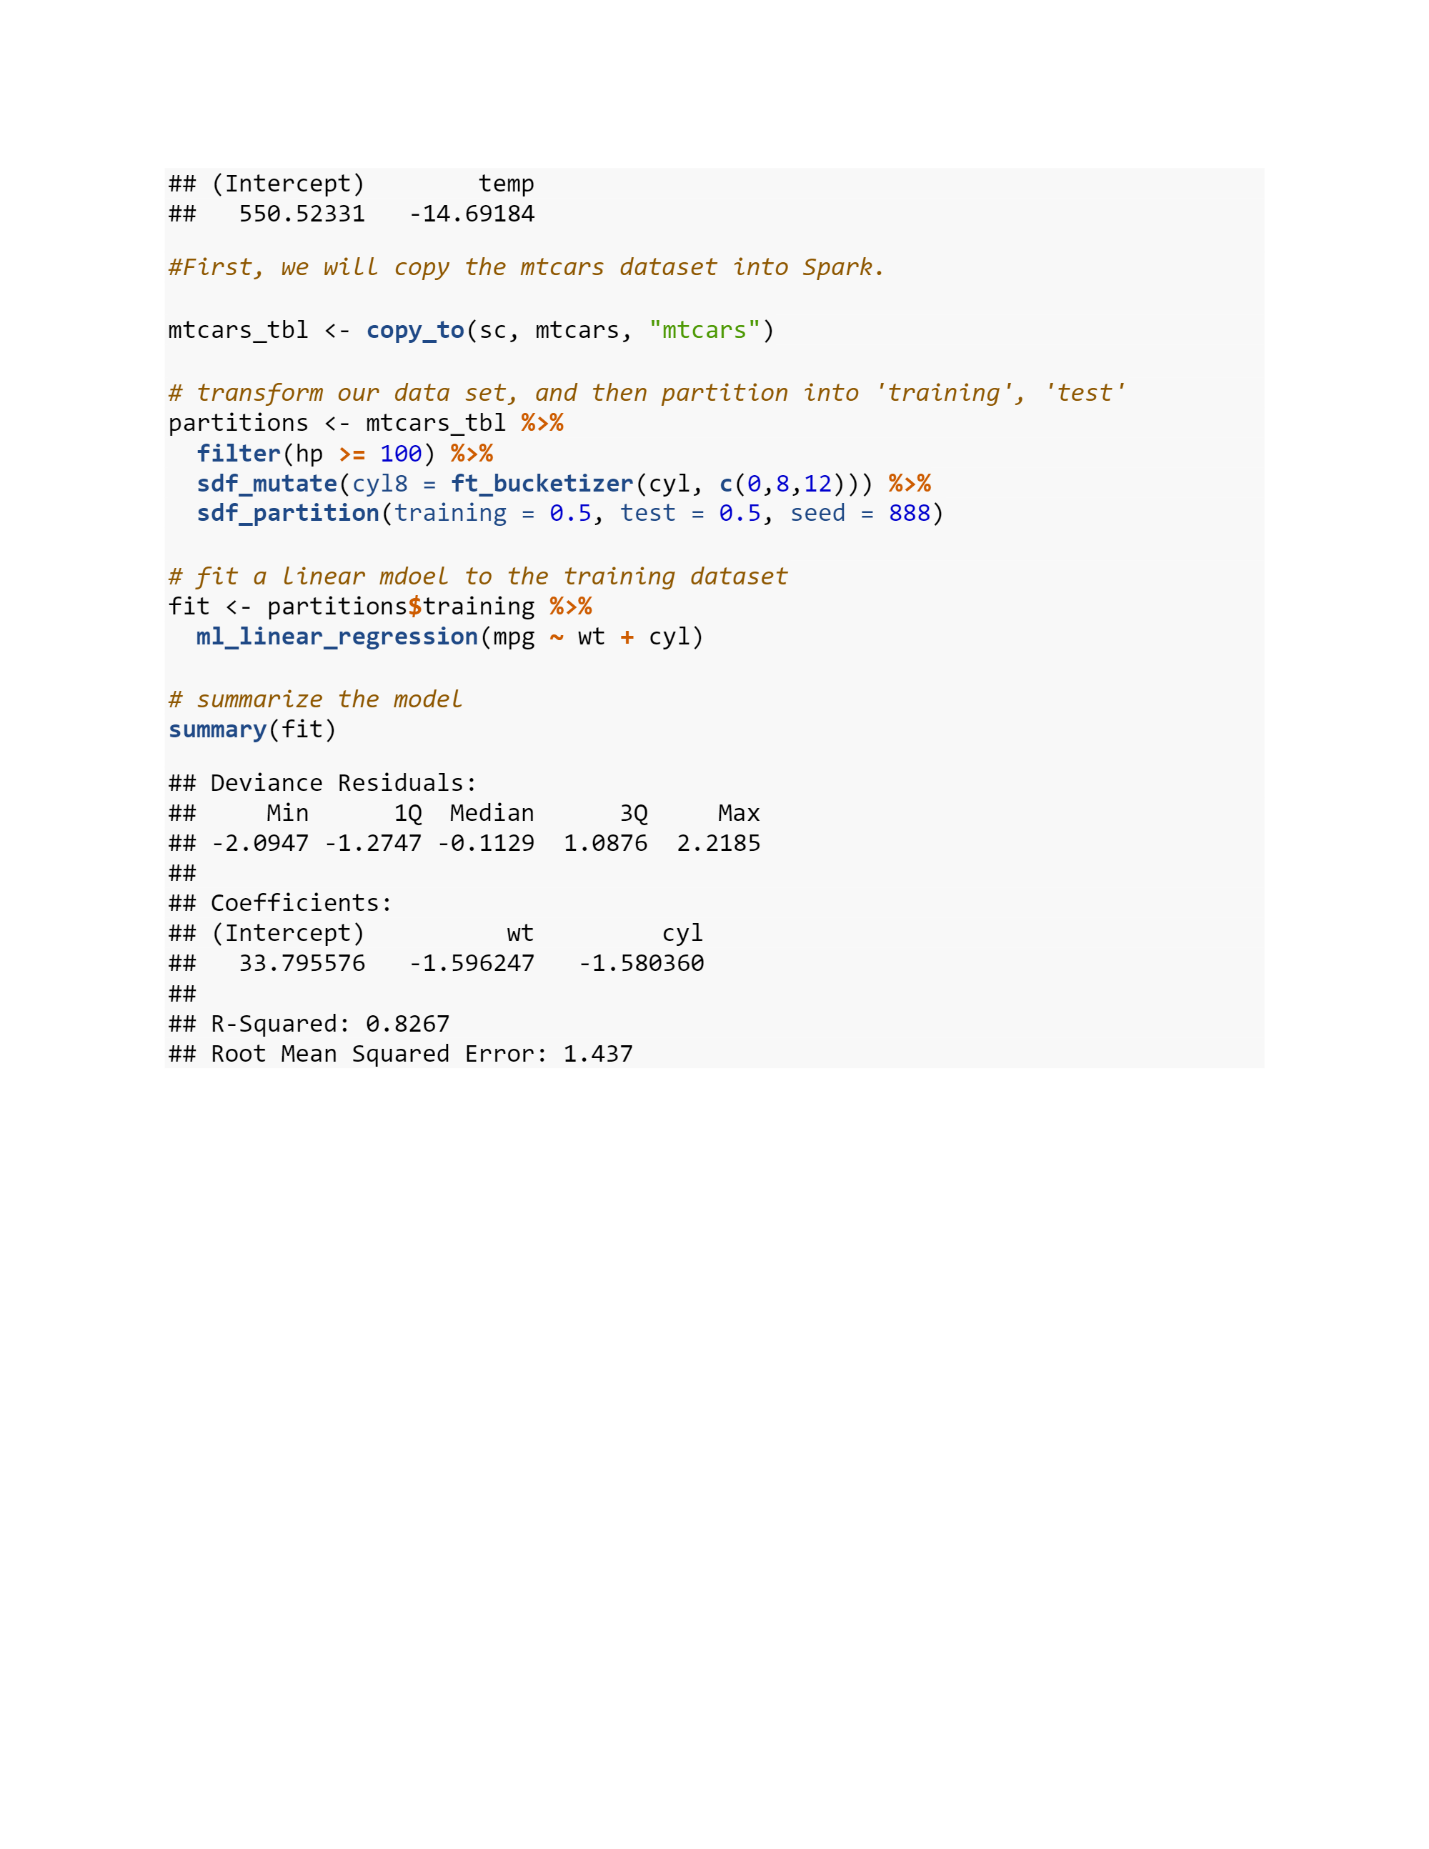 ## (Intercept)        temp
##   550.52331   -14.69184
#First, we will copy the mtcars dataset into Spark.
mtcars_tbl <- copy_to(sc, mtcars, "mtcars")
# transform our data set, and then partition into 'training', 'test'
partitions <- mtcars_tbl %>%
  filter(hp >= 100) %>%
  sdf_mutate(cyl8 = ft_bucketizer(cyl, c(0,8,12))) %>%
  sdf_partition(training = 0.5, test = 0.5, seed = 888)
# fit a linear mdoel to the training dataset
fit <- partitions$training %>%
  ml_linear_regression(mpg ~ wt + cyl)
# summarize the model
summary(fit)
## Deviance Residuals:
##     Min      1Q  Median      3Q     Max
## -2.0947 -1.2747 -0.1129  1.0876  2.2185
##
## Coefficients:
## (Intercept)          wt         cyl
##   33.795576   -1.596247   -1.580360
##
## R-Squared: 0.8267
## Root Mean Squared Error: 1.437